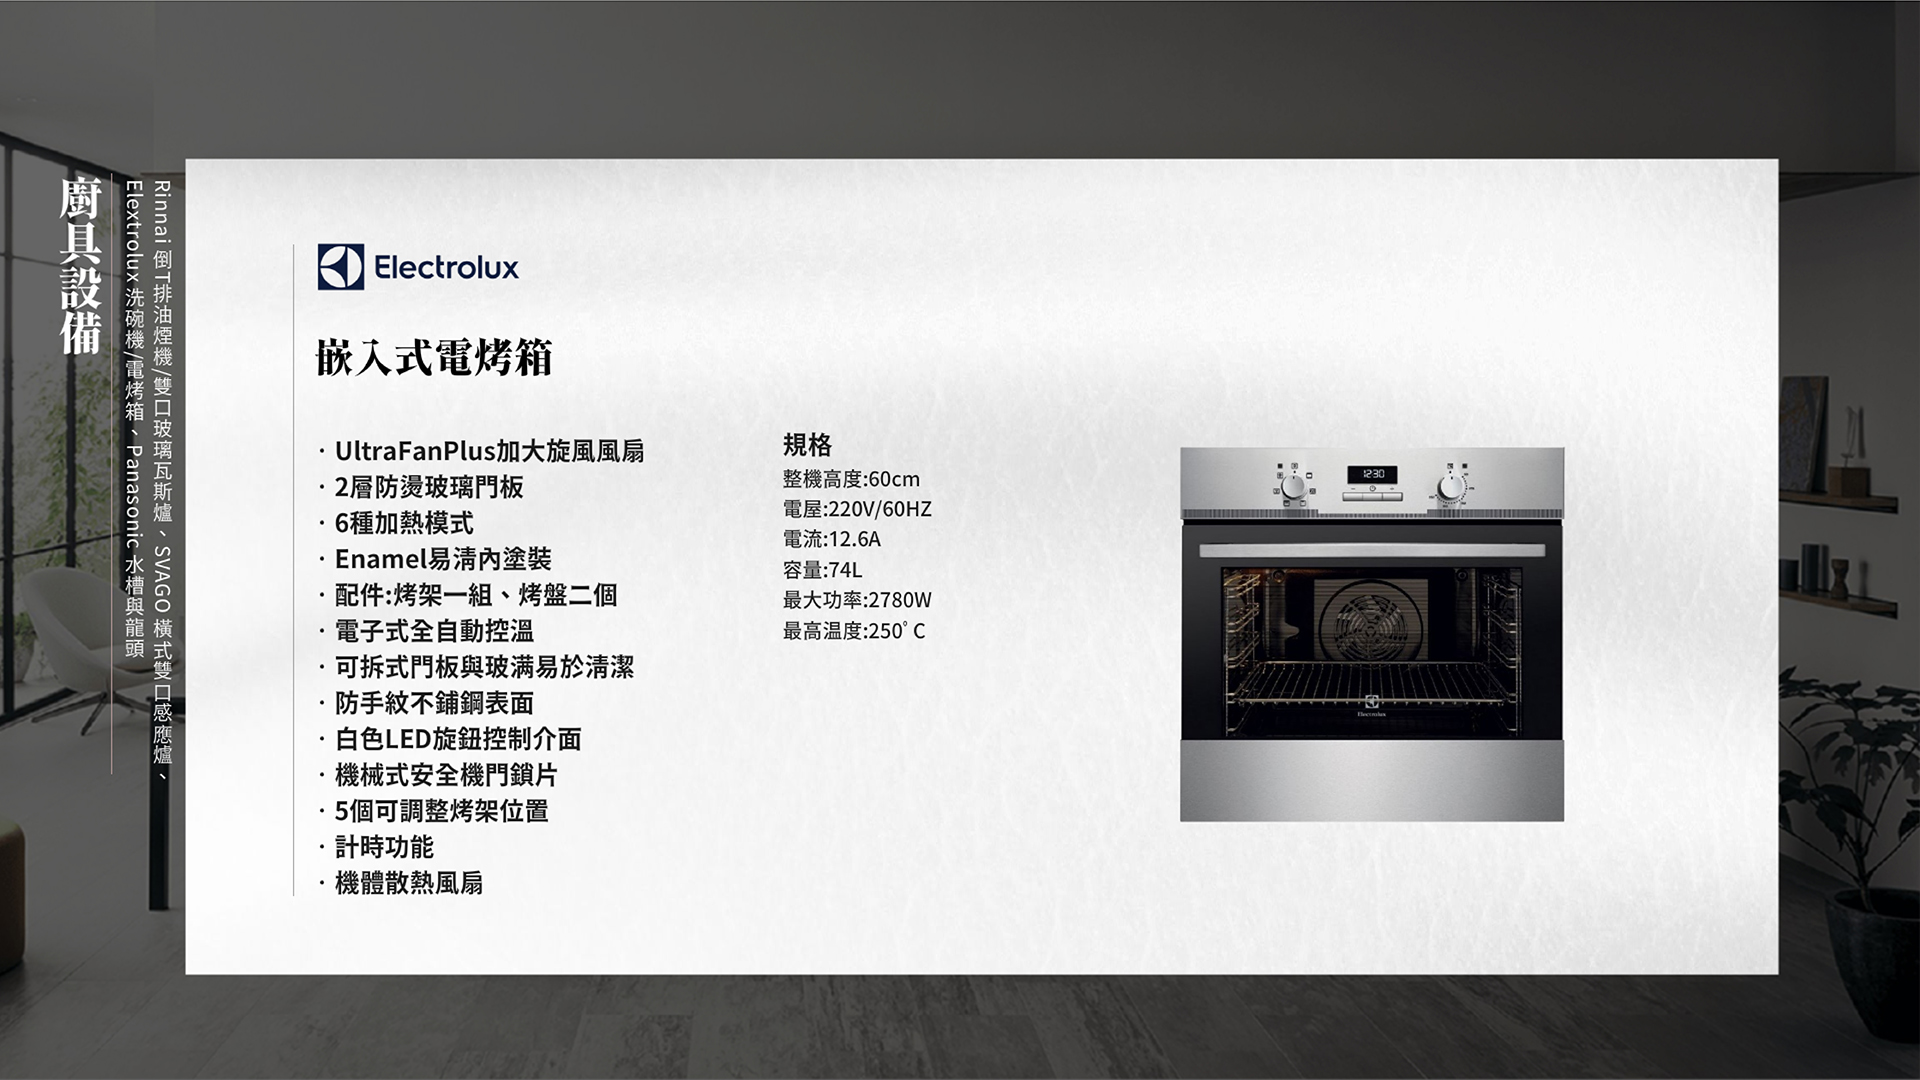 廚具設備
Rinnai 倒T排油煙機/雙口玻璃瓦斯爐、SVAGO 橫式雙口感應爐、
Elextrolux 洗碗機/電烤箱、Panasonic 水槽與龍頭
Electrolux
嵌入式電烤箱
· UltraFanPlus加大旋風風扇
· 2層防燙玻璃門板
· 6種加熱模式
· Enamel易清內塗裝
· 配件:烤架一組、烤盤二個
· 電子式全自動控溫
· 可拆式門板與玻满易於清潔
· 防手紋不鋪鋼表面
· 白色LED旋鈕控制介面
· 機械式安全機門鎖片
· 5個可調整烤架位置
· 計時功能
· 機體散熱風扇
規格
整機高度:60cm
電屋:220V/60HZ
電流:12.6A
容量:74L
最大功率:2780W
最高温度:250°C
12:30
Electrolux